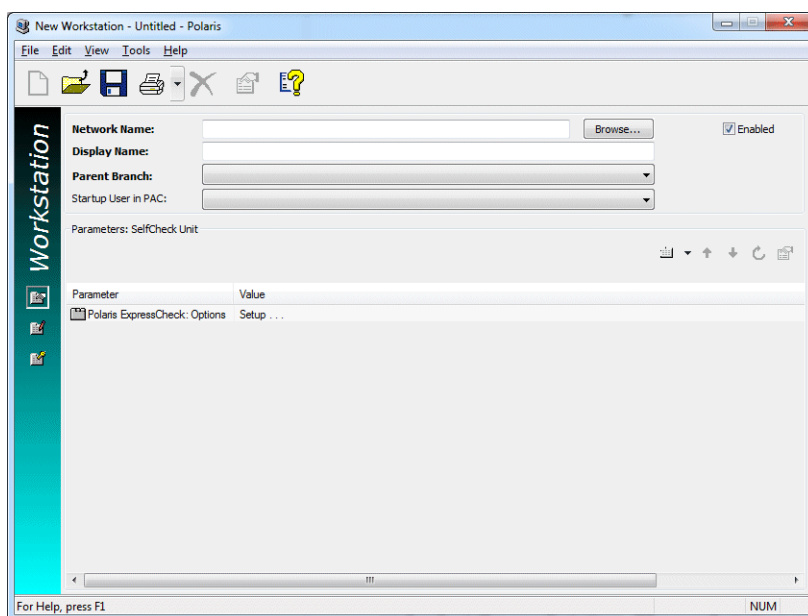 New Workstation - Untitled - Polaris
File Edit View Tools Help
Workstation
Network Name: Browse... Enabled
Display Name:
Parent Branch:
Startup User in PAC:
Parameters: SelfCheck Unit
Parameter Value
Polaris ExpressCheck: Options Setup . . .
For Help, press F1 NUM